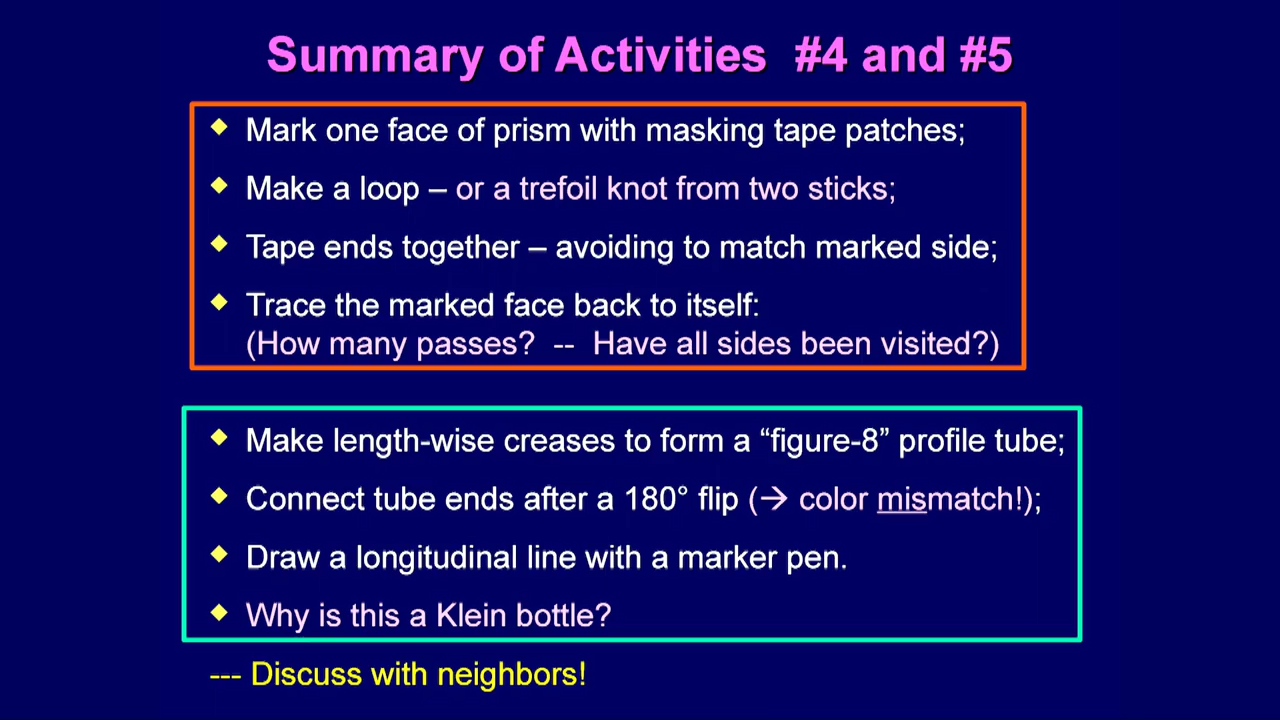 Summary of Activities #4 and #5
Mark one face of prism with masking tape patches;
Make a loop – or a trefoil knot from two sticks;
Tape ends together – avoiding to match marked side;
Trace the marked face back to itself:
(How many passes? -- Have all sides been visited?)
Make length-wise creases to form a “figure-8” profile tube;
Connect tube ends after a 180° flip (→ color mismatch!);
Draw a longitudinal line with a marker pen.
Why is this a Klein bottle?
--- Discuss with neighbors!